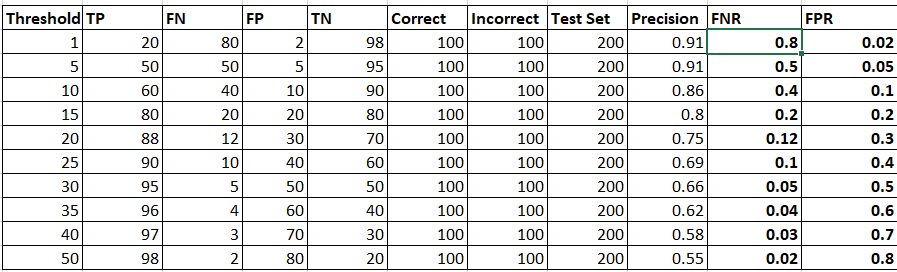 Threshold TP FN FP TN Correct Incorrect Test Set Precision FNR FPR
1 20 80 2 98 100 100 200 0.91 0.8 0.02
5 50 50 5 95 100 100 200 0.91 0.5 0.05
10 60 40 10 90 100 100 200 0.86 0.4 0.1
15 80 20 20 80 100 100 200 0.8 0.2 0.2
20 88 12 30 70 100 100 200 0.75 0.12 0.3
25 90 10 40 60 100 100 200 0.69 0.1 0.4
30 95 5 50 50 100 100 200 0.66 0.05 0.5
35 96 4 60 40 100 100 200 0.62 0.04 0.6
40 97 3 70 30 100 100 200 0.58 0.03 0.7
50 98 2 80 20 100 100 200 0.55 0.02 0.8